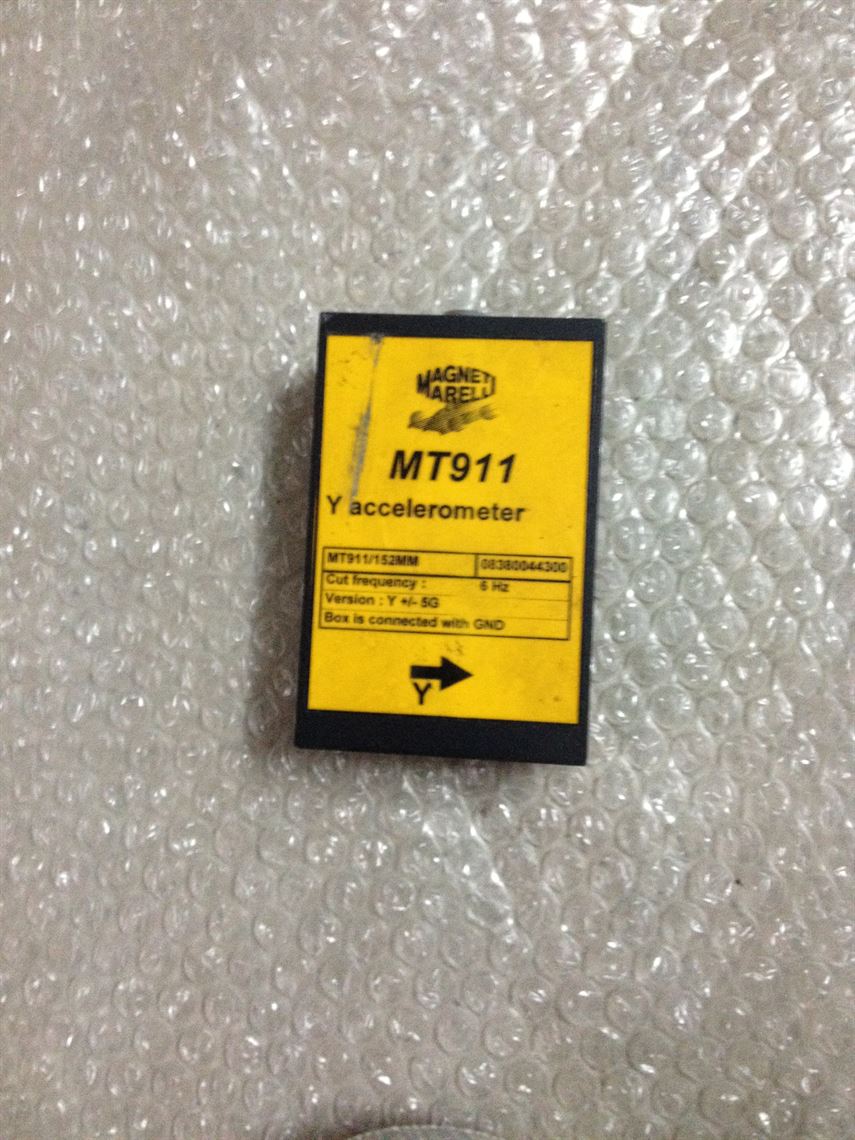 MAGNETI
MARELLI
MT911
Y accelerometer
MT911/152MM 08380044300
Cut frequency : 6 Hz
Version : Y +/- 5G
Box is connected with GND
Y